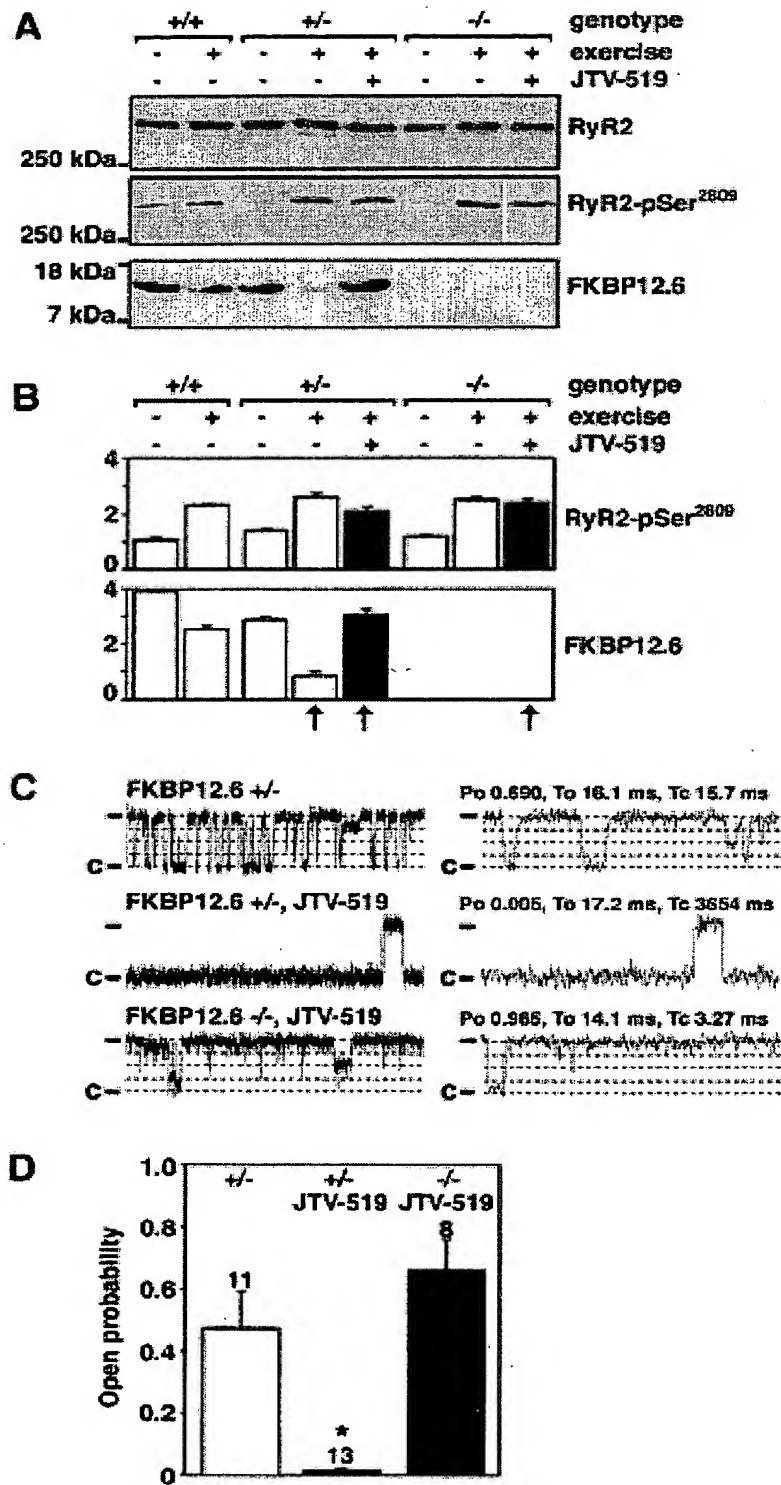 A
+/+ +/- -/- genotype
- + - + + - + + exercise
- - - - + - - + JTV-519
RyR2
250 kDa
RyR2-pSer2809
250 kDa
18 kDa
FKBP12.6
7 kDa
B
+/+ +/- -/- genotype
- + - + + - + + exercise
- - - - + - - + JTV-519
4
2
0
RyR2-pSer2809
4
2
0
FKBP12.6
C
FKBP12.6 +/- Po 0.690, To 16.1 ms, Tc 15.7 ms
C
FKBP12.6 +/-, JTV-519 Po 0.005, To 17.2 ms, Tc 3654 ms
C C
FKBP12.6 -/-, JTV-519 Po 0.965, To 14.1 ms, Tc 3.27 ms
C
D
Open probability
1.0
0.8
0.6
0.4
0.2
0
+/- +/- -/-
JTV-519 JTV-519
11 * 13 8